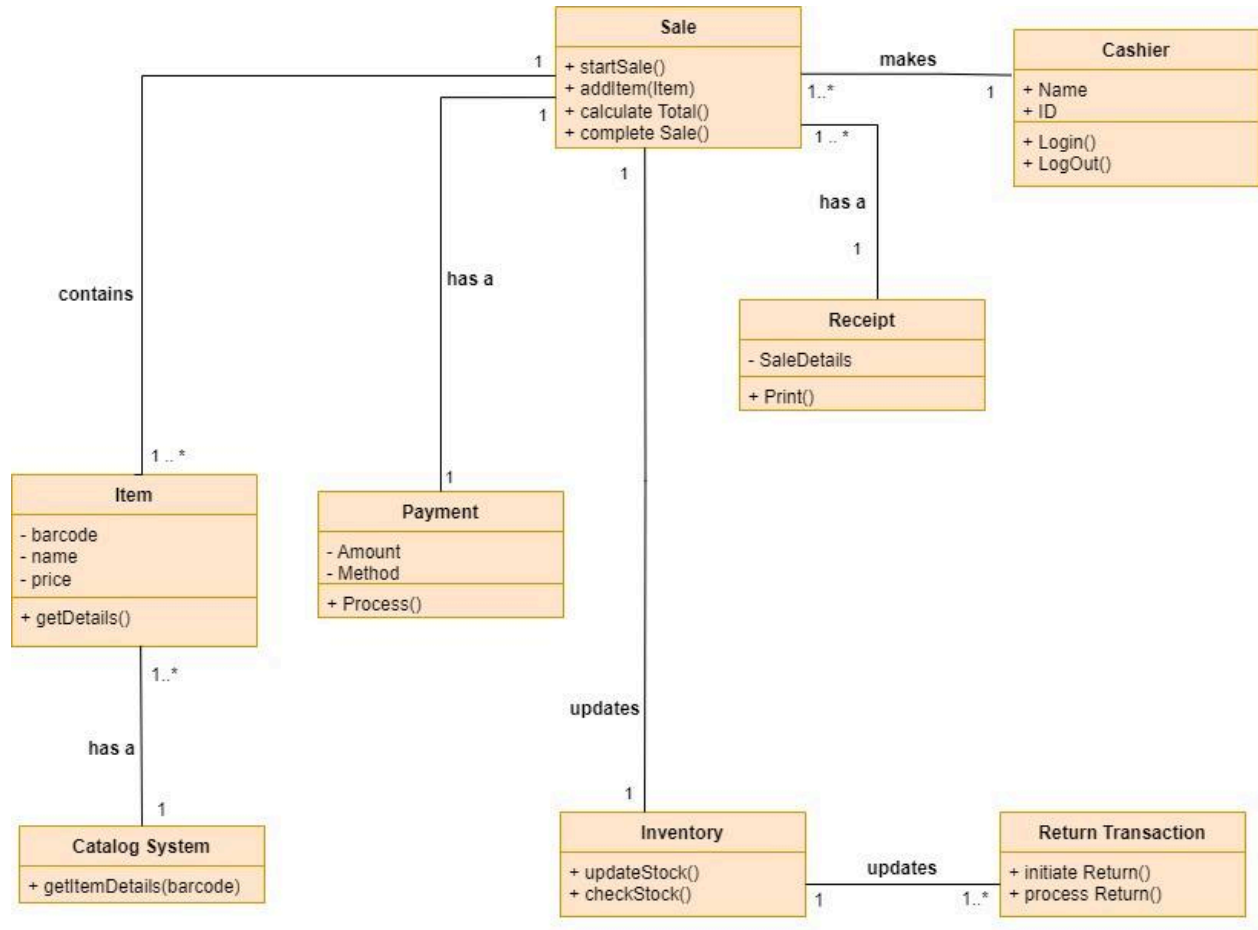 Sale
+ startSale()
+ addItem(Item)
+ calculate Total()
+ complete Sale()
1
1
1
makes
1..*
1
Cashier
+ Name
+ ID
+ Login()
+ LogOut()
1 .. *
has a
1
Receipt
- SaleDetails
+ Print()
contains
1 .. *
has a
1
Item
- barcode
- name
- price
+ getDetails()
Payment
- Amount
- Method
+ Process()
1..*
has a
1
Catalog System
+ getItemDetails(barcode)
updates
1
Inventory
+ updateStock()
+ checkStock()
updates
1
1..*
Return Transaction
+ initiate Return()
+ process Return()